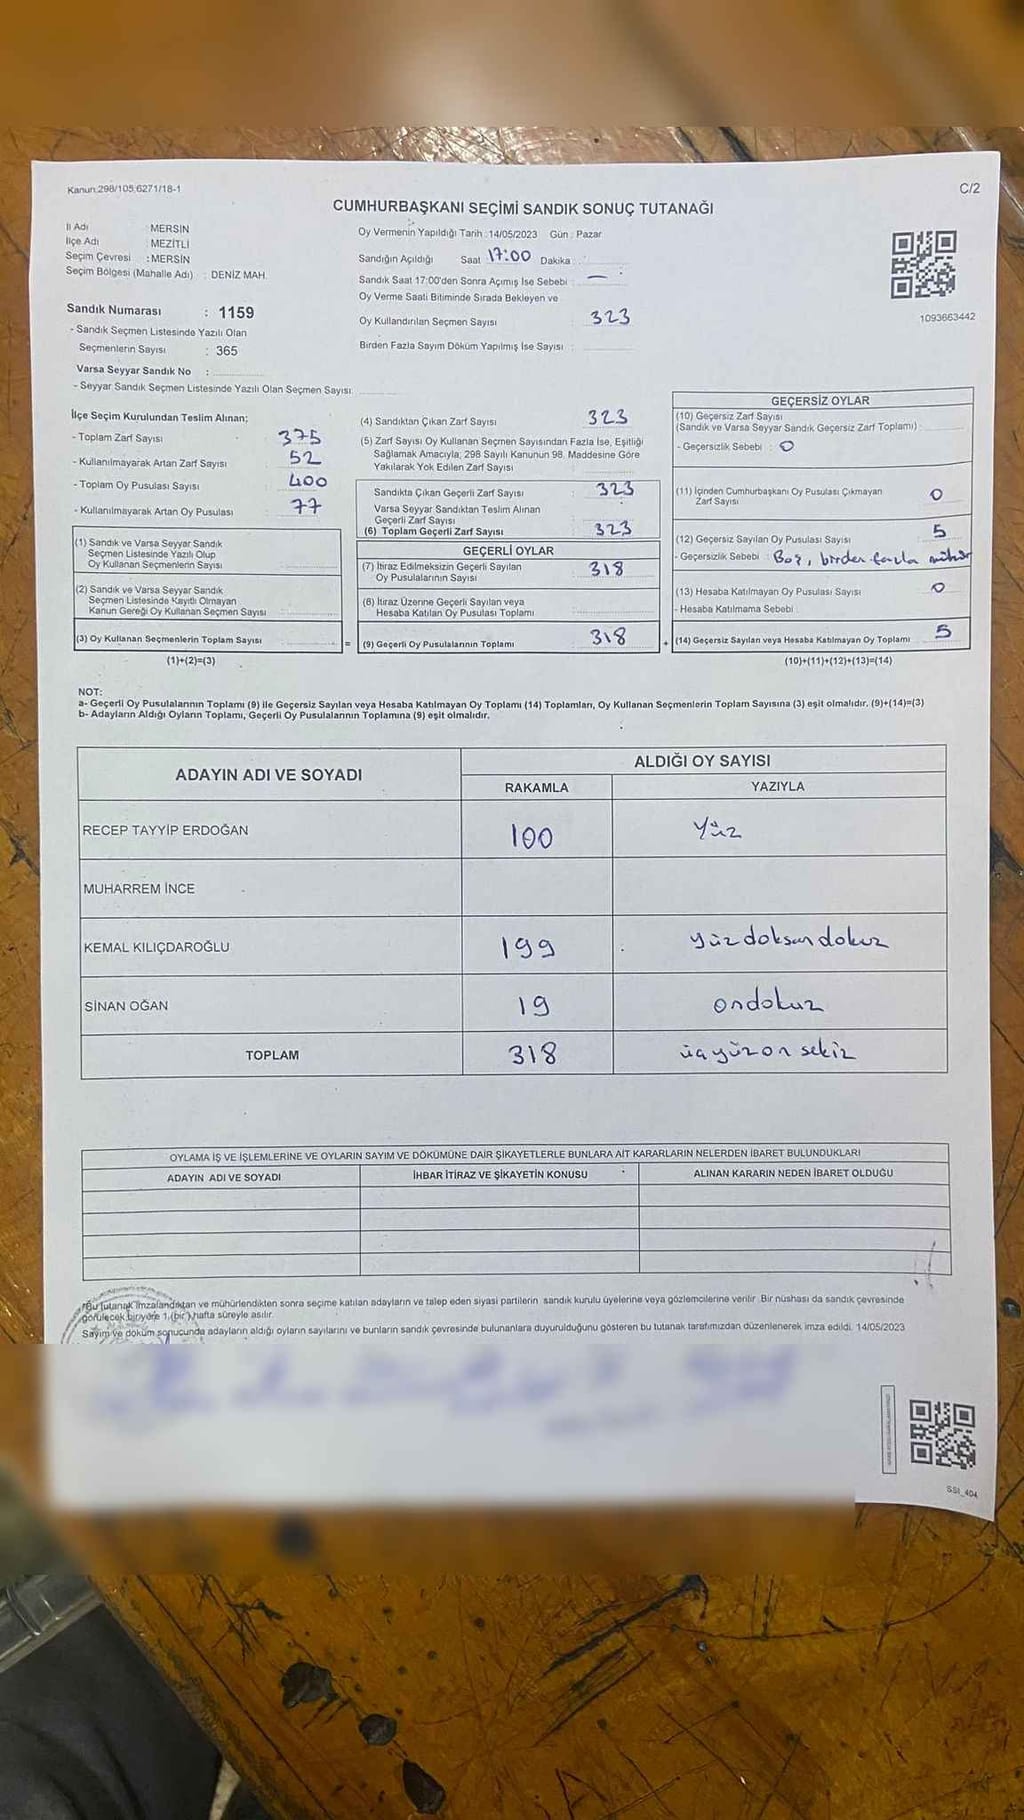 Kanun:298/105,6271/18-1
C/2
CUMHURBAŞKANI SEÇİMİ SANDIK SONUÇ TUTANAĞI
İl Adı MERSİN
İlçe Adı MEZİTLİ
Seçim Çevresi : MERSİN
Seçim Bölgesi (Mahalle Adı) : DENİZ MAH.
Sandık Numarası : 1159
- Sandık Seçmen Listesinde Yazılı Olan
Seçmenlerin Sayısı : 365
Varsa Seyyar Sandık No :
- Seyyar Sandık Seçmen Listesinde Yazılı Olan Seçmen Sayısı:
Oy Vermenin Yapıldığı Tarih :14/05/2023 Gün : Pazar
Sandığın Açıldığı Saat 17:00 Dakika :
Sandık Saat 17:00'den Sonra Açımış İse Sebebi : —
Oy Verme Saati Bitiminde Sırada Bekleyen ve
Oy Kullandırılan Seçmen Sayısı : 323
Birden Fazla Sayım Döküm Yapılmış İse Sayısı :
1093663442
İlçe Seçim Kurulundan Teslim Alınan;
- Toplam Zarf Sayısı 375
- Kullanılmayarak Artan Zarf Sayısı 52
- Toplam Oy Pusulası Sayısı 400
- Kullanılmayarak Artan Oy Pusulası 77
(1) Sandık ve Varsa Seyyar Sandık
Seçmen Listesinde Yazılı Olup
Oy Kullanan Seçmenlerin Sayısı
(2) Sandık ve Varsa Seyyar Sandık
Seçmen Listesinde Kayıtlı Olmayan
Kanun Gereği Oy Kullanan Seçmen Sayısı
(3) Oy Kullanan Seçmenlerin Toplam Sayısı =
(1)+(2)=(3)
(4) Sandıktan Çıkan Zarf Sayısı 323
(5) Zarf Sayısı Oy Kullanan Seçmen Sayısından Fazla İse, Eşitliği
Sağlamak Amacıyla, 298 Sayılı Kanunun 98. Maddesine Göre
Yakılarak Yok Edilen Zarf Sayısı
Sandıkta Çıkan Geçerli Zarf Sayısı : 323
Varsa Seyyar Sandıktan Teslim Alınan
Geçerli Zarf Sayısı
(6) Toplam Geçerli Zarf Sayısı 323
GEÇERLİ OYLAR
(7) İtiraz Edilmeksizin Geçerli Sayılan
Oy Pusulalarının Sayısı : 318
(8) İtiraz Üzerine Geçerli Sayılan veya
Hesaba Katılan Oy Pusulası Toplamı
(9) Geçerli Oy Pusulalarının Toplamı : 318 +
GEÇERSİZ OYLAR
(10) Geçersiz Zarf Sayısı
(Sandık ve Varsa Seyyar Sandık Geçersiz Zarf Toplamı) :
- Geçersizlik Sebebi : 0
(11) İçinden Cumhurbaşkanı Oy Pusulası Çıkmayan
Zarf Sayısı 0
(12) Geçersiz Sayılan Oy Pusulası Sayısı 5
- Geçersizlik Sebebi : Boş, birden fazla mühür
(13) Hesaba Katılmayan Oy Pusulası Sayısı 0
- Hesaba Katılmama Sebebi
(14) Geçersiz Sayılan veya Hesaba Katılmayan Oy Toplamı 5
(10)+(11)+(12)+(13)=(14)
NOT:
a- Geçerli Oy Pusulalarının Toplamı (9) ile Geçersiz Sayılan veya Hesaba Katılmayan Oy Toplamı (14) Toplamları, Oy Kullanan Seçmenlerin Toplam Sayısına (3) eşit olmalıdır. (9)+(14)=(3)
b- Adayların Aldığı Oyların Toplamı, Geçerli Oy Pusulalarının Toplamına (9) eşit olmalıdır.
ADAYIN ADI VE SOYADI
ALDIĞI OY SAYISI
RAKAMLA YAZIYLA
RECEP TAYYİP ERDOĞAN 100 Yüz
MUHARREM İNCE
KEMAL KILIÇDAROĞLU 199 yüzdoksandokuz
SİNAN OĞAN 19 ondokuz
TOPLAM 318 üçyüzon sekiz
OYLAMA İŞ VE İŞLEMLERİNE VE OYLARIN SAYIM VE DÖKÜMÜNE DAİR ŞİKAYETLERLE BUNLARA AİT KARARLARIN NELERDEN İBARET BULUNDUKLARI
ADAYIN ADI VE SOYADI İHBAR İTİRAZ VE ŞİKAYETİN KONUSU ALINAN KARARIN NEDEN İBARET OLDUĞU
Bu tutanak imzalandıktan ve mühürlendikten sonra seçime katılan adayların ve talep eden siyasi partilerin sandık kurulu üyelerine veya gözlemcilerine verilir. Bir nüshası da sandık çevresinde
görülecek bir yere 1 (bir) hafta süreyle asılır.
Sayım ve döküm sonucunda adayların aldığı oyların sayılarını ve bunların sandık çevresinde bulunanlara duyurulduğunu gösteren bu tutanak tarafımızdan düzenlenerek imza edildi. 14/05/2023
SSI_404